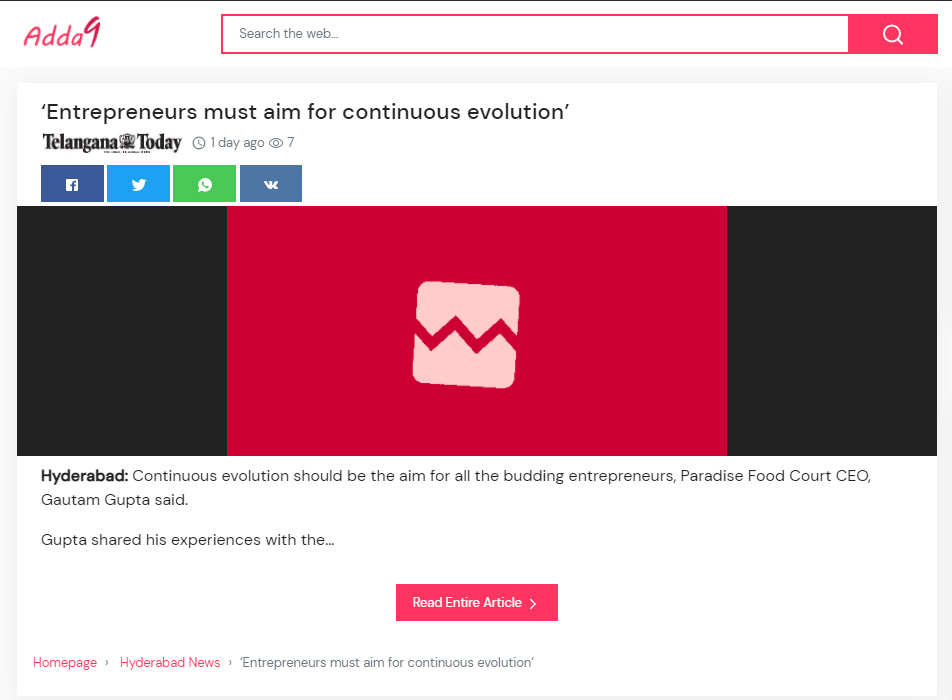 Adda9
Search the web...
‘Entrepreneurs must aim for continuous evolution’
Telangana Today 1 day ago 7
Hyderabad: Continuous evolution should be the aim for all the budding entrepreneurs, Paradise Food Court CEO,
Gautam Gupta said.
Gupta shared his experiences with the...
Read Entire Article
Homepage › Hyderabad News › ‘Entrepreneurs must aim for continuous evolution’